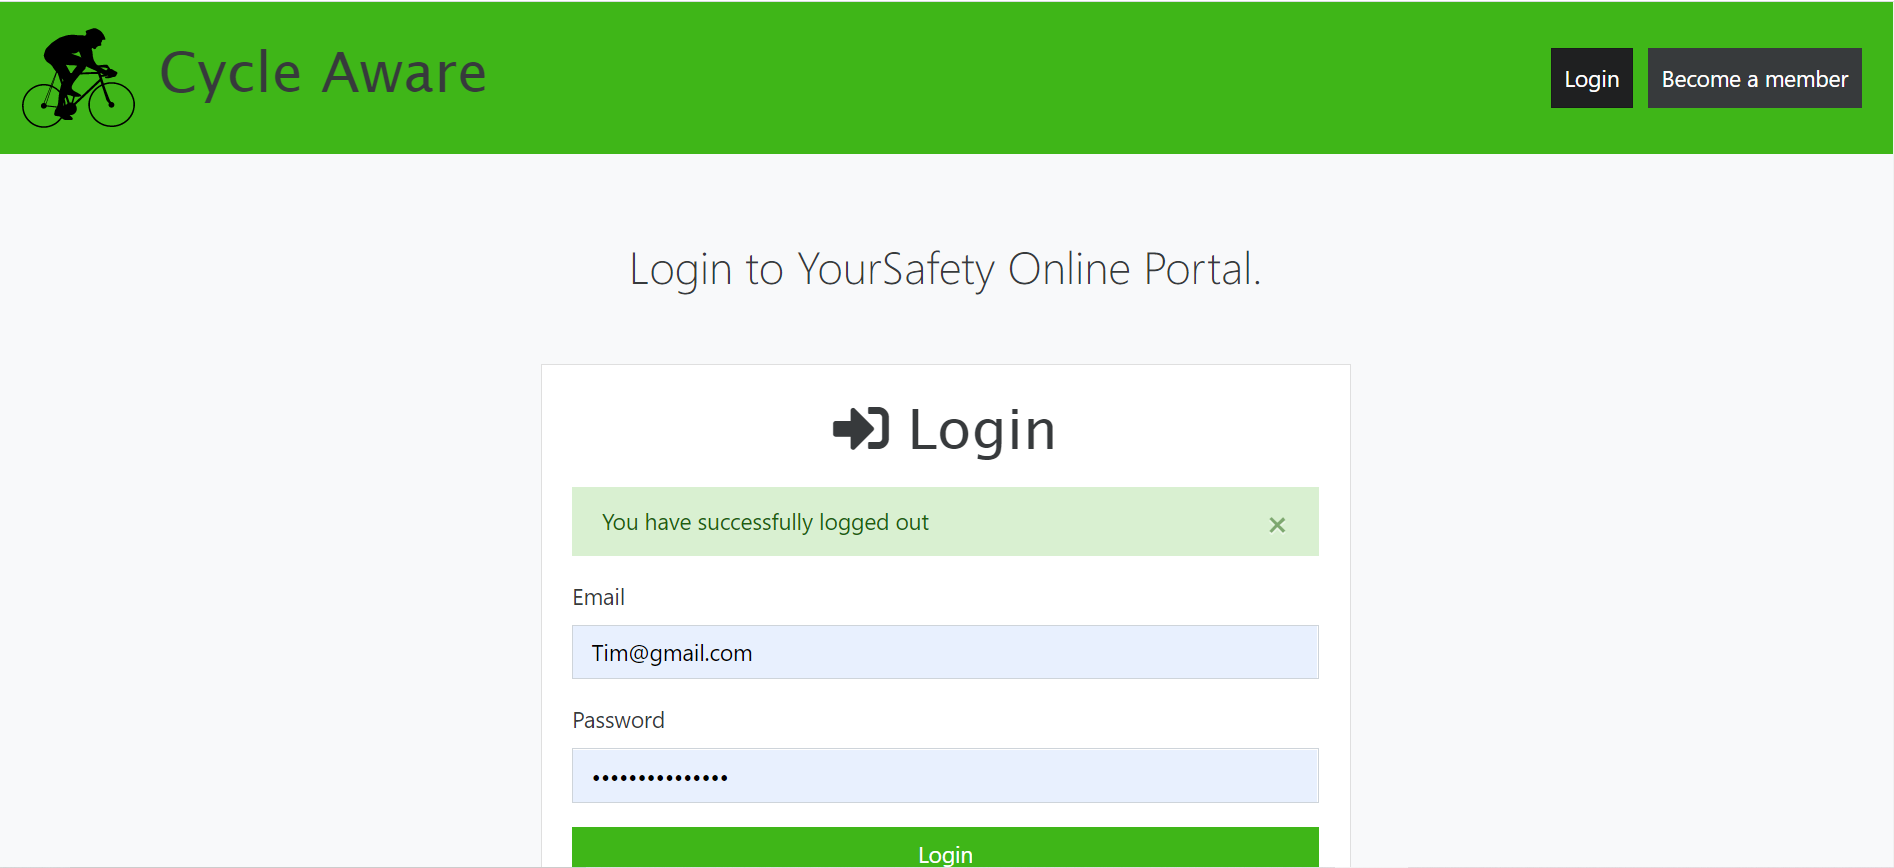 Cycle Aware
Login
Become a member
Login to YourSafety Online Portal.
Login
You have successfully logged out
×
Email
Tim@gmail.com
Password
•••••••••••••••
Login